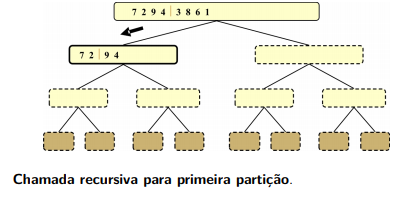 7 2 9 4 | 3 8 6 1
7 2 | 9 4
Chamada recursiva para primeira partição.